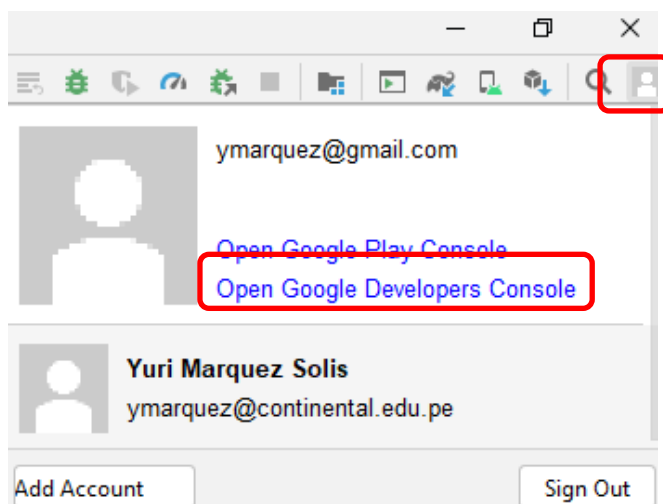 ymarquez@gmail.com
Open Google Play Console
Open Google Developers Console
Yuri Marquez Solis
ymarquez@continental.edu.pe
Add Account
Sign Out